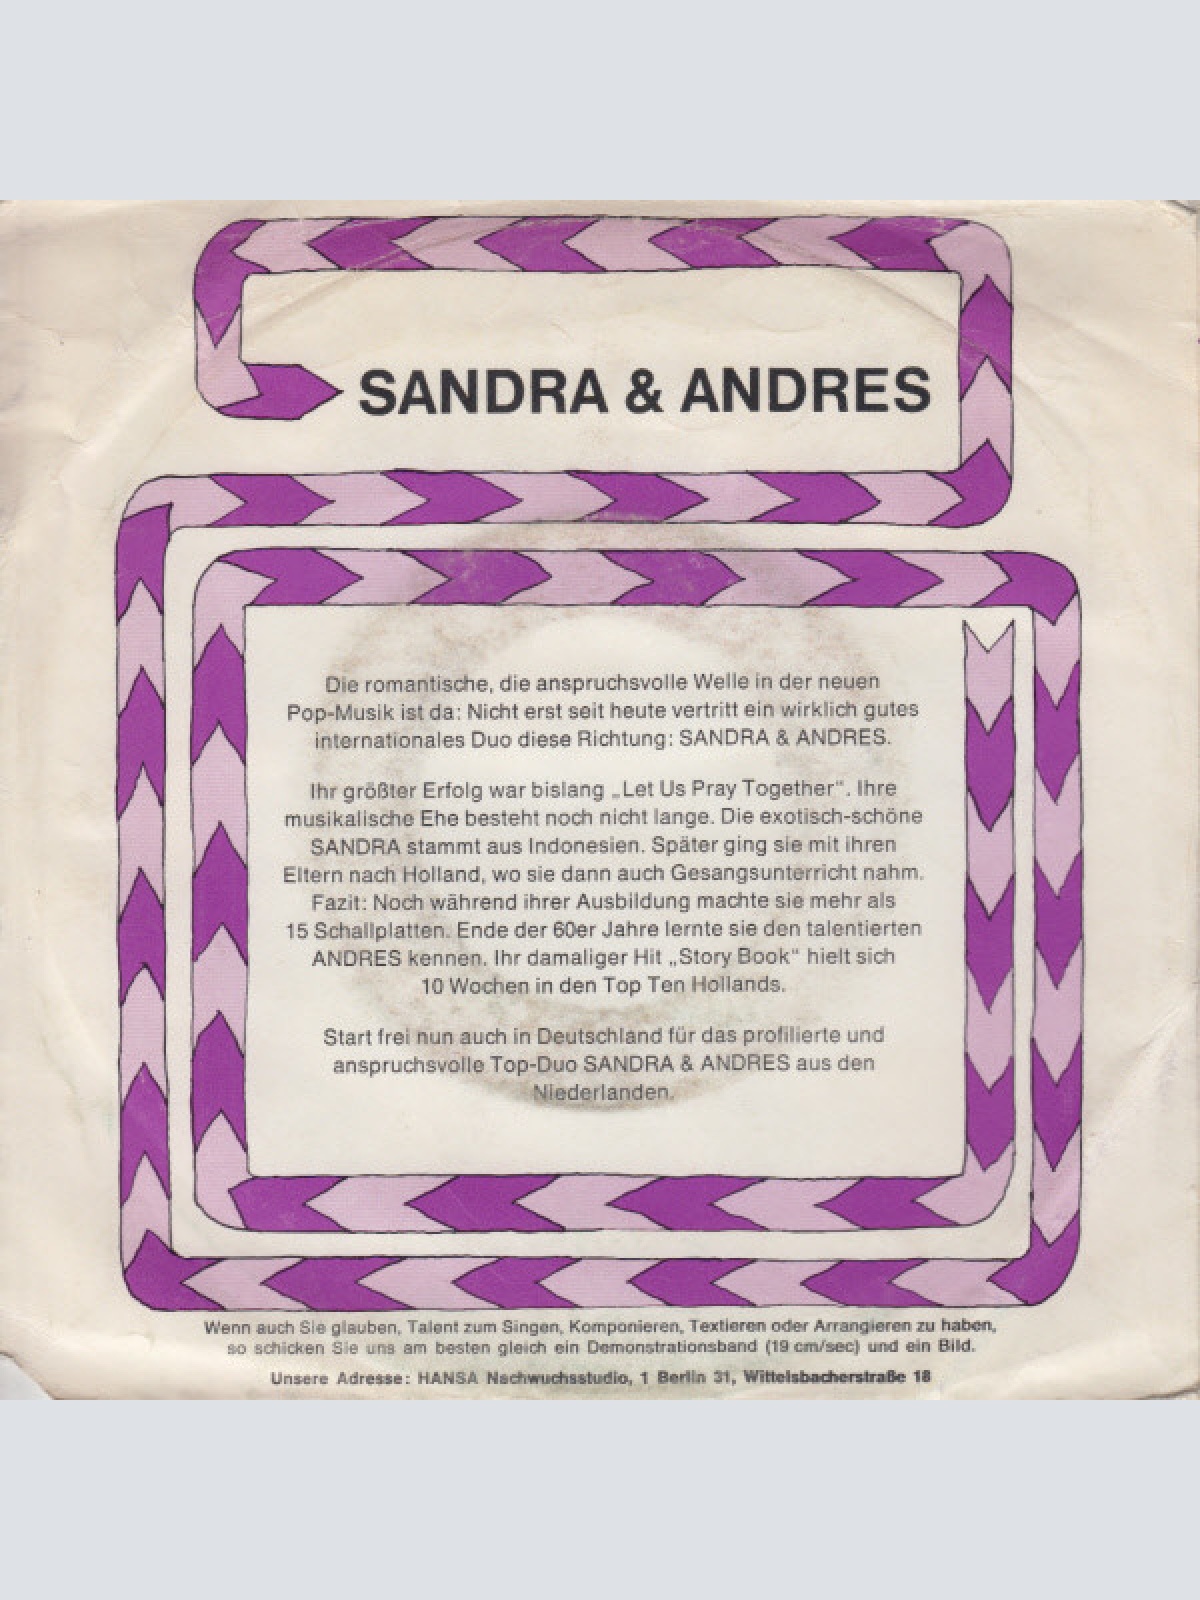 SANDRA & ANDRES
Die romantische, die anspruchsvolle Welle in der neuen
Pop-Musik ist da: Nicht erst seit heute vertritt ein wirklich gutes
internationales Duo diese Richtung: SANDRA & ANDRES.
Ihr größter Erfolg war bislang „Let Us Pray Together“. Ihre
musikalische Ehe besteht noch nicht lange. Die exotisch-schöne
SANDRA stammt aus Indonesien. Später ging sie mit ihren
Eltern nach Holland, wo sie dann auch Gesangsunterricht nahm.
Fazit: Noch während ihrer Ausbildung machte sie mehr als
15 Schallplatten. Ende der 60er Jahre lernte sie den talentierten
ANDRES kennen. Ihr damaliger Hit „Story Book“ hielt sich
10 Wochen in den Top Ten Hollands.
Start frei nun auch in Deutschland für das profilierte und
anspruchsvolle Top-Duo SANDRA & ANDRES aus den
Niederlanden.
Wenn auch Sie glauben, Talent zum Singen, Komponieren, Textieren oder Arrangieren zu haben,
so schicken Sie uns am besten gleich ein Demonstrationsband (19 cm/sec) und ein Bild.
Unsere Adresse: HANSA Nachwuchsstudio, 1 Berlin 31, Wittelsbacherstraße 18